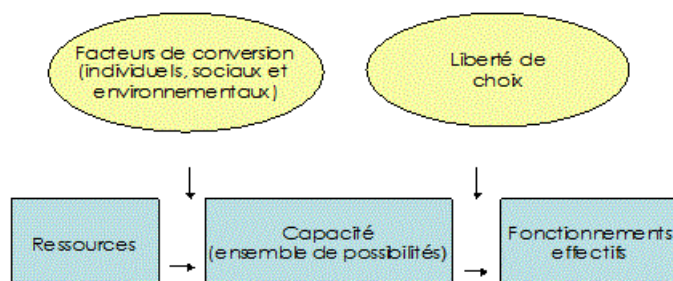 Facteurs de conversion
(individuels, sociaux et
environnementaux)
Liberté de
choix
Ressources
Capacité
(ensemble de possibilités)
Fonctionnements
effectifs